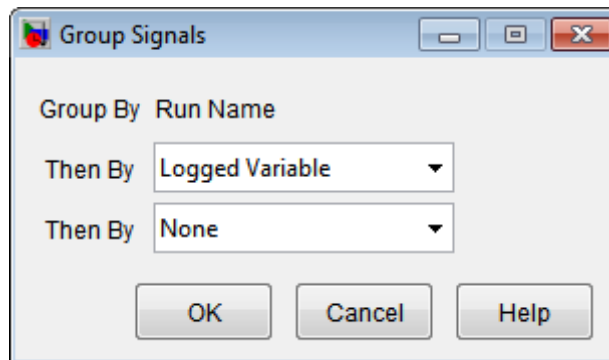 Group Signals
Group By Run Name
Then By Logged Variable
Then By None
OK Cancel Help